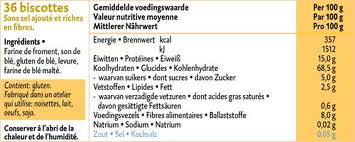 36 biscottes
Sans sel ajouté et riches
en fibres.
Ingrédients •
Farine de froment, son de
blé, gluten de blé, levure,
farine de blé malté.
Contient: gluten.
Fabriqué dans un atelier
qui utilise: noisettes, lait,
oeufs, soja.
Conserver à l'abri de la
chaleur et de l'humidité.
Gemiddelde voedingswaarde Per 100 g
Valeur nutritive moyenne Par 100 g
Mittlerer Nährwert Pro 100 g
Energie • Brennwert kcal 357
kJ 1512
Eiwitten • Protéines • Eiweiß 15,0 g
Koolhydraten • Glucides • Kohlenhydrate 68,5 g
- waarvan suikers • dont sucres • davon Zucker 5,0 g
Vetstoffen • Lipides • Fett 2,5 g
- waarvan verzadigde vetzuren • dont acides gras saturés •
davon gesättigte Fettsäuren 0,6 g
Voedingsvezels • Fibres alimentaires • Ballaststoffe 8,0 g
Natrium • Sodium • Natrium 0,02 g
Zout • Sel • Kochsalz 0,05 g